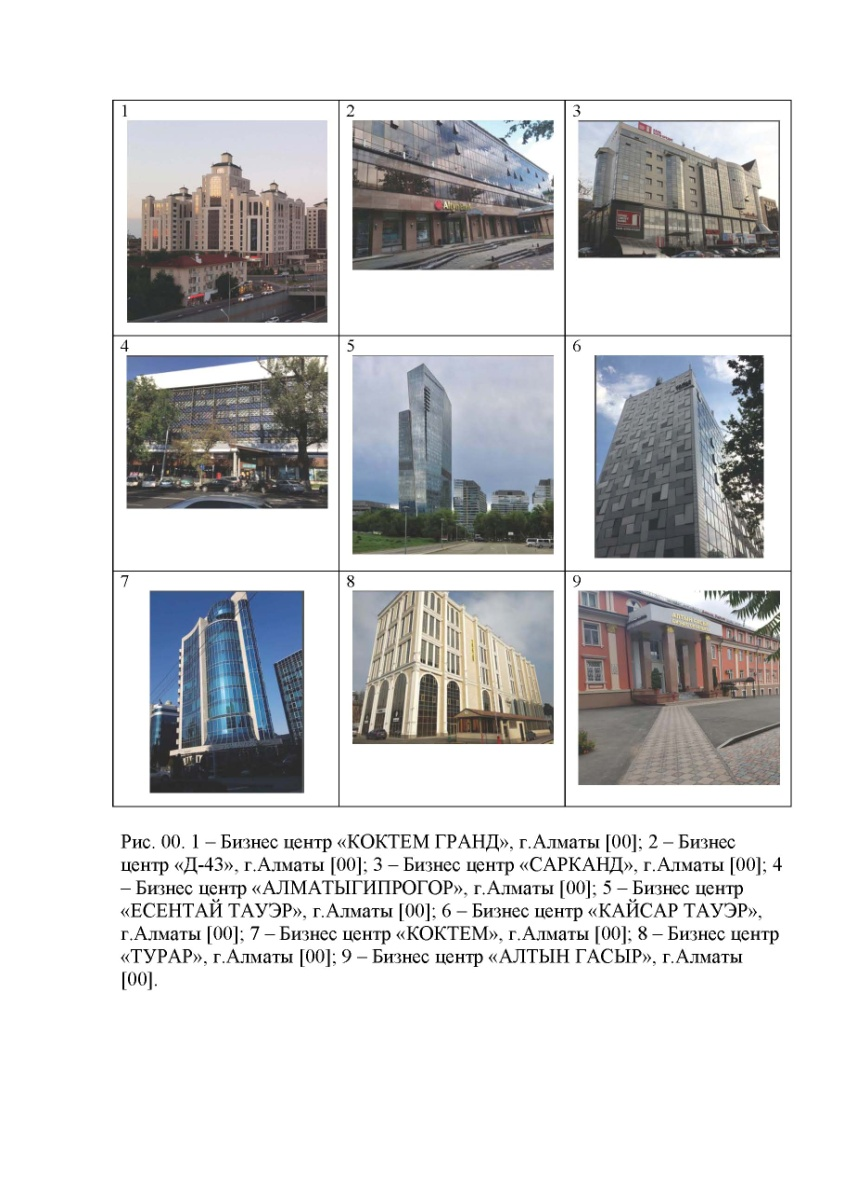 1
2
3
4
5
6
7
8
9
Рис. 00. 1 – Бизнес центр «КОКТЕМ ГРАНД», г.Алматы [00]; 2 – Бизнес
центр «Д-43», г.Алматы [00]; 3 – Бизнес центр «САРКАНД», г.Алматы [00]; 4
– Бизнес центр «АЛМАТЫГИПРОГОР», г.Алматы [00]; 5 – Бизнес центр
«ЕСЕНТАЙ ТАУЭР», г.Алматы [00]; 6 – Бизнес центр «КАЙСАР ТАУЭР»,
г.Алматы [00]; 7 – Бизнес центр «КОКТЕМ», г.Алматы [00]; 8 – Бизнес центр
«ТУРАР», г.Алматы [00]; 9 – Бизнес центр «АЛТЫН ГАСЫР», г.Алматы
[00].